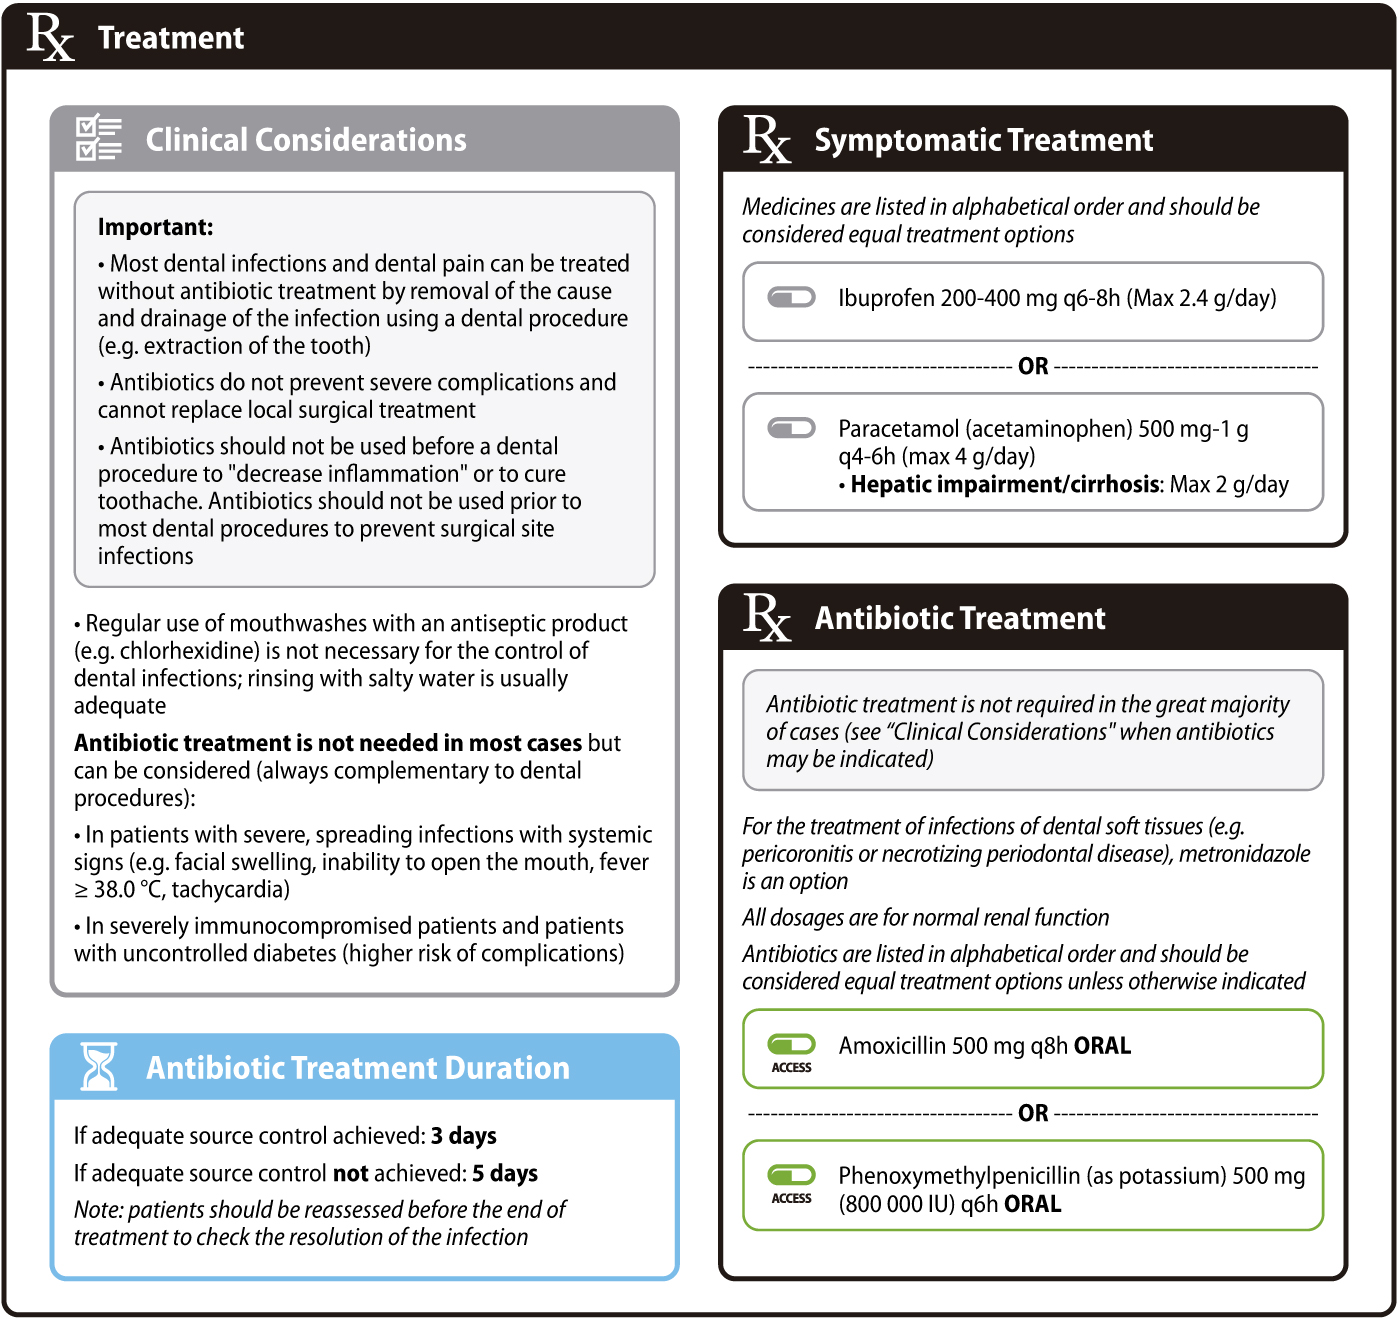 Rx Treatment
Clinical Considerations
Important:
• Most dental infections and dental pain can be treated
without antibiotic treatment by removal of the cause
and drainage of the infection using a dental procedure
(e.g. extraction of the tooth)
• Antibiotics do not prevent severe complications and
cannot replace local surgical treatment
• Antibiotics should not be used before a dental
procedure to "decrease inflammation" or to cure
toothache. Antibiotics should not be used prior to
most dental procedures to prevent surgical site
infections
• Regular use of mouthwashes with an antiseptic product
(e.g. chlorhexidine) is not necessary for the control of
dental infections; rinsing with salty water is usually
adequate
Antibiotic treatment is not needed in most cases but
can be considered (always complementary to dental
procedures):
• In patients with severe, spreading infections with systemic
signs (e.g. facial swelling, inability to open the mouth, fever
≥ 38.0 °C, tachycardia)
• In severely immunocompromised patients and patients
with uncontrolled diabetes (higher risk of complications)
Antibiotic Treatment Duration
If adequate source control achieved: 3 days
If adequate source control not achieved: 5 days
Note: patients should be reassessed before the end of
treatment to check the resolution of the infection
Rx Symptomatic Treatment
Medicines are listed in alphabetical order and should be
considered equal treatment options
Ibuprofen 200-400 mg q6-8h (Max 2.4 g/day)
OR
Paracetamol (acetaminophen) 500 mg-1 g
q4-6h (max 4 g/day)
• Hepatic impairment/cirrhosis: Max 2 g/day
Rx Antibiotic Treatment
Antibiotic treatment is not required in the great majority
of cases (see “Clinical Considerations" when antibiotics
may be indicated)
For the treatment of infections of dental soft tissues (e.g.
pericoronitis or necrotizing periodontal disease), metronidazole
is an option
All dosages are for normal renal function
Antibiotics are listed in alphabetical order and should be
considered equal treatment options unless otherwise indicated
Amoxicillin 500 mg q8h ORAL
ACCESS
OR
Phenoxymethylpenicillin (as potassium) 500 mg
(800 000 IU) q6h ORAL
ACCESS